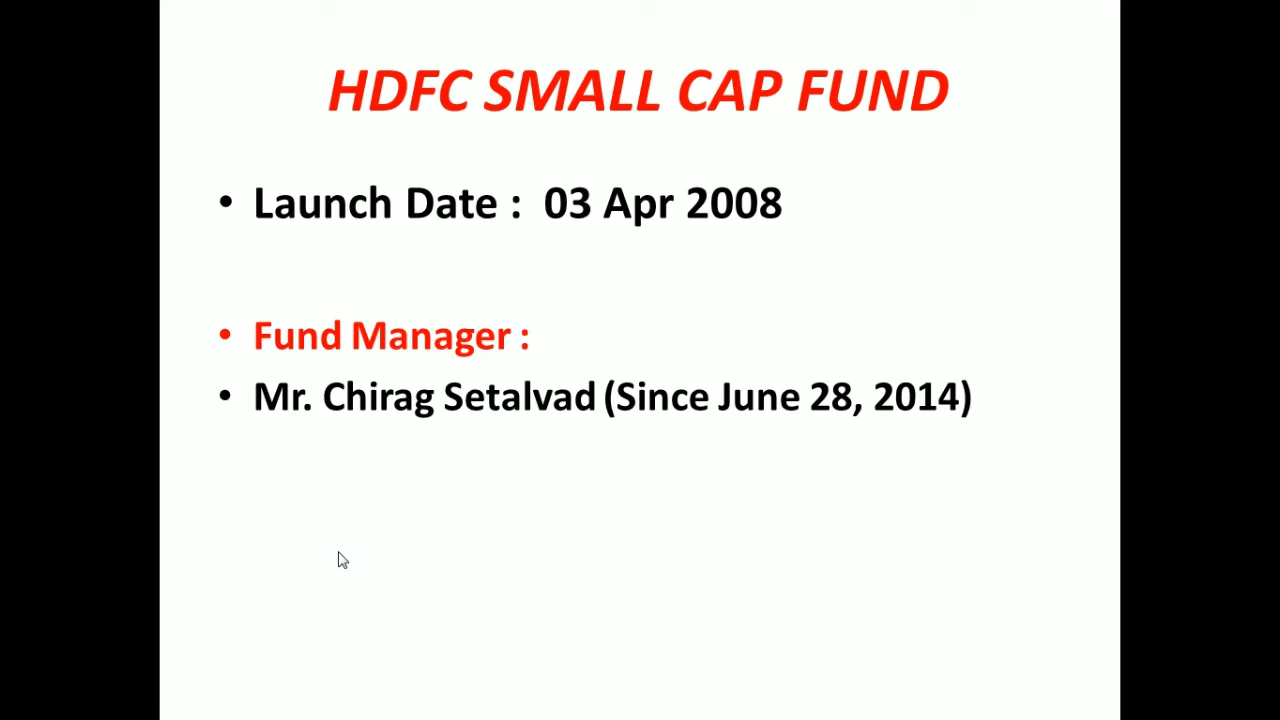 HDFC SMALL CAP FUND
• Launch Date : 03 Apr 2008
• Fund Manager :
• Mr. Chirag Setalvad (Since June 28, 2014)